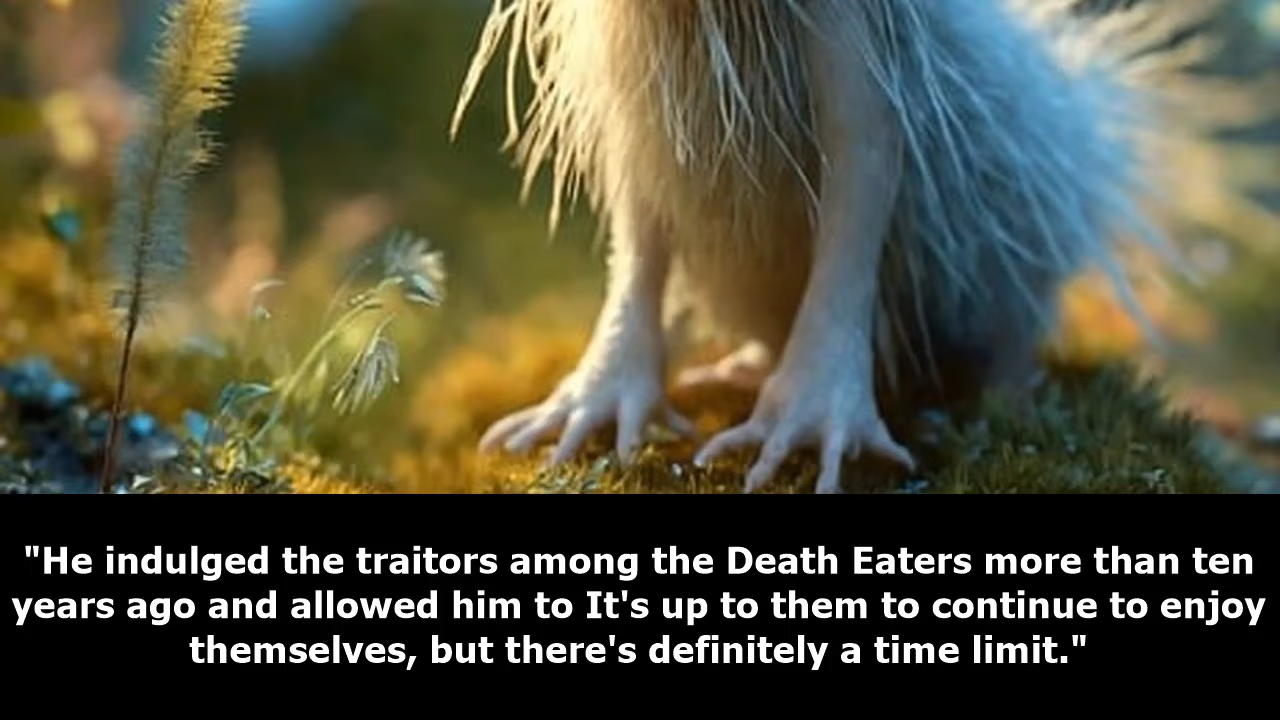 "He indulged the traitors among the Death Eaters more than ten
years ago and allowed him to It's up to them to continue to enjoy
themselves, but there's definitely a time limit."